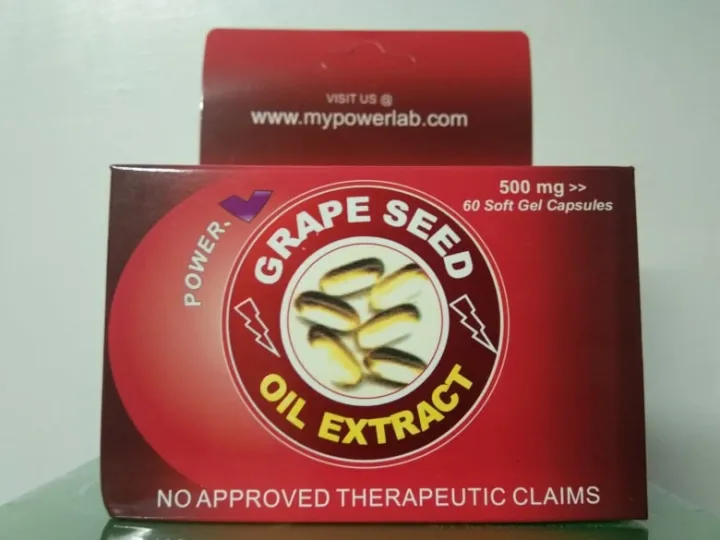 VISIT US @
www.mypowerlab.com
500 mg >>
60 Soft Gel Capsules
POWER
GRAPE SEED
OIL EXTRACT
NO APPROVED THERAPEUTIC CLAIMS